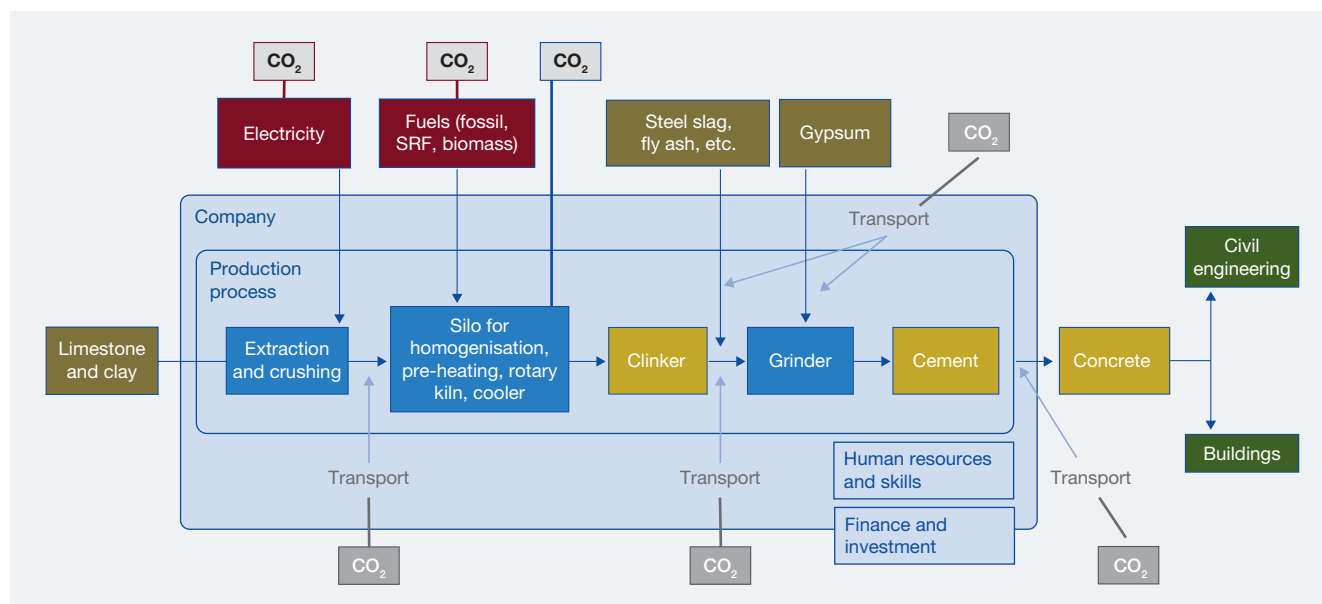 CO₂
CO₂
CO₂
Electricity
Fuels (fossil,
SRF, biomass)
Steel slag,
fly ash, etc.
Gypsum
CO₂
Company
Transport
Production
process
Civil
engineering
Limestone
and clay
Extraction
and crushing
Silo for
homogenisation,
pre-heating, rotary
kiln, cooler
Clinker
Grinder
Cement
Concrete
Buildings
Transport
Transport
Human resources
and skills
Transport
Finance and
investment
CO₂
CO₂
CO₂